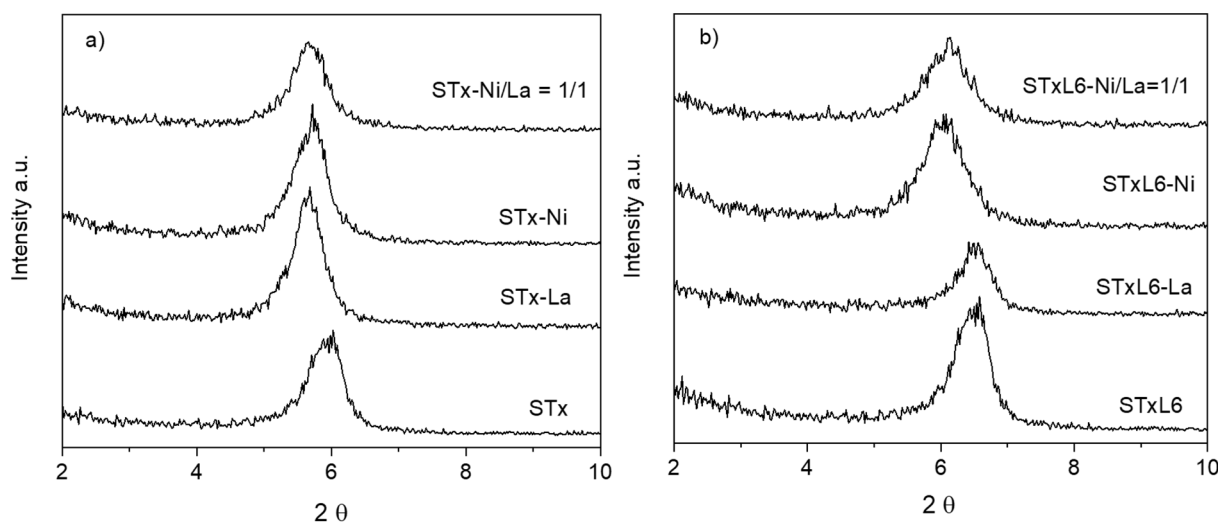 a)
STx-Ni/La = 1/1
STx-Ni
STx-La
STx
Intensity a.u.
2 4 6 8 10
2 θ
b)
STxL6-Ni/La=1/1
STxL6-Ni
STxL6-La
STxL6
Intensity a.u.
2 4 6 8 10
2 θ